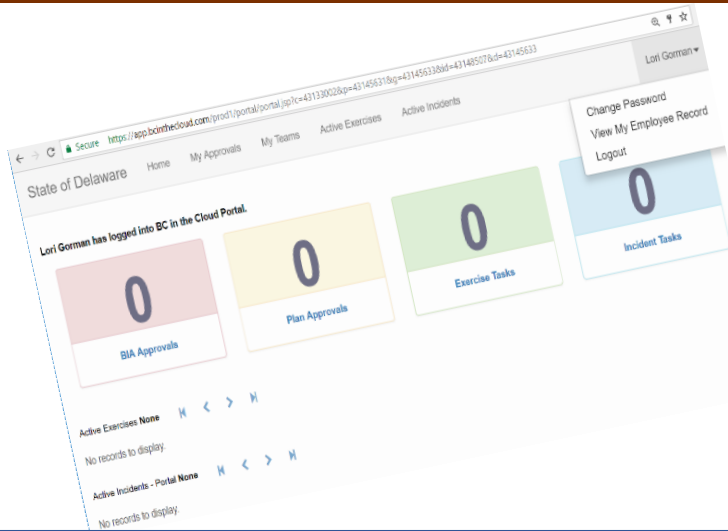 Secure https://app.bcinthecloud.com/prod1/portal/portal.jsp?c=43133002&p=43145631&g=43145633&id=43148507&d=43145633
State of Delaware Home My Approvals My Teams Active Exercises Active Incidents Lori Gorman
Change Password
View My Employee Record
Logout
Lori Gorman has logged into BC in the Cloud Portal.
0 0 0 0
BIA Approvals Plan Approvals Exercise Tasks Incident Tasks
Active Exercises None
No records to display.
Active Incidents - Portal None
No records to display.